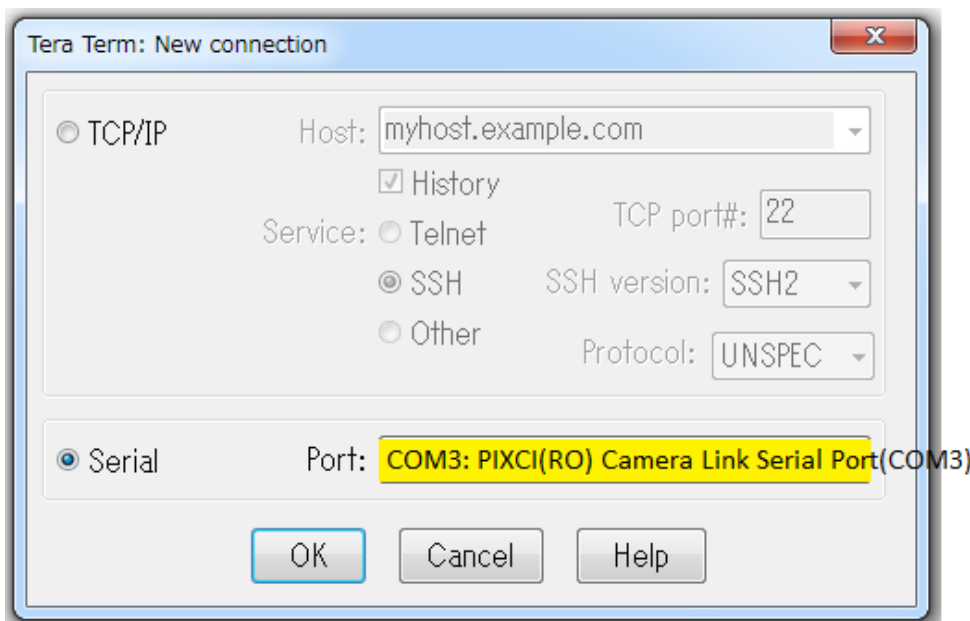 Tera Term: New connection
TCP/IP
Host: myhost.example.com
History
Service: Telnet
TCP port#: 22
SSH
SSH version: SSH2
Other
Protocol: UNSPEC
Serial
Port: COM3: PIXCI(RO) Camera Link Serial Port(COM3)
OK
Cancel
Help